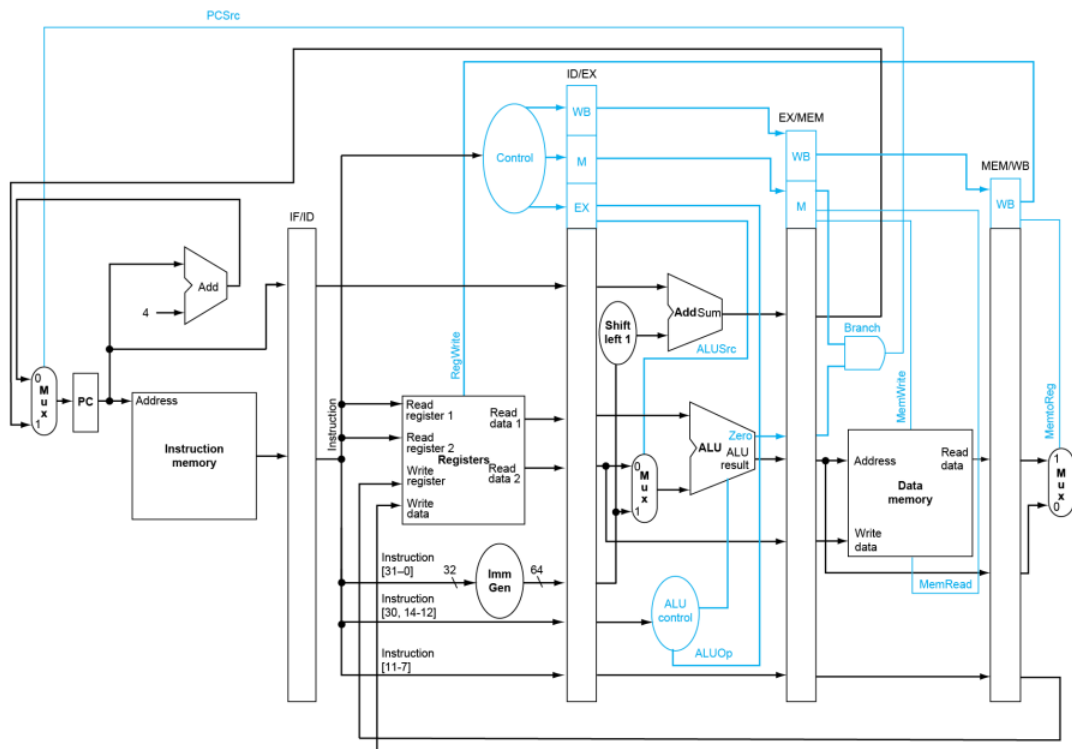 PCSrc
ID/EX
WB
EX/MEM
Control
M
WB
MEM/WB
EX
M
WB
IF/ID
Add
4
Add Sum
Shift
left 1
Branch
ALUSrc
RegWrite
MemWrite
MemtoReg
0
M
u
x
1
PC
Address
Instruction
memory
Instruction
Read
register 1
Read
data 1
Read
register 2
Registers
Write
register
Read
data 2
Write
data
0
M
u
x
1
Zero
ALU
ALU
result
Address
Read
data
Data
memory
Write
data
1
M
u
x
0
MemRead
Instruction
[31–0]
32
Imm
Gen
64
Instruction
[30, 14-12]
ALU
control
ALUOp
Instruction
[11-7]